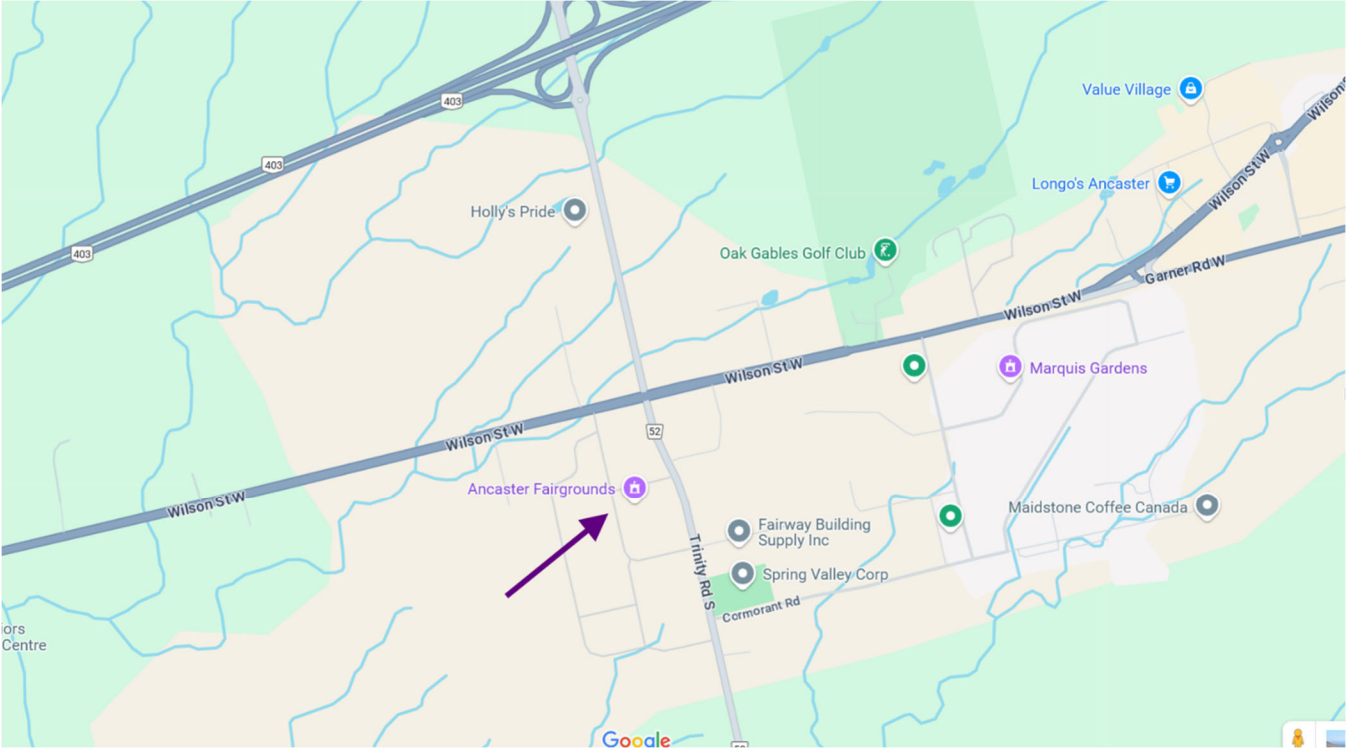 403
Value Village
Wilson S
403
Longo's Ancaster
Wilson St W
Holly's Pride
403
Oak Gables Golf Club
Garner Rd W
Wilson St W
Wilson St W
Marquis Gardens
52
Wilson St W
Ancaster Fairgrounds
Wilson St W
Maidstone Coffee Canada
Fairway Building
Supply Inc
Trinity Rd S
Spring Valley Corp
Cormorant Rd
iors
Centre
Google